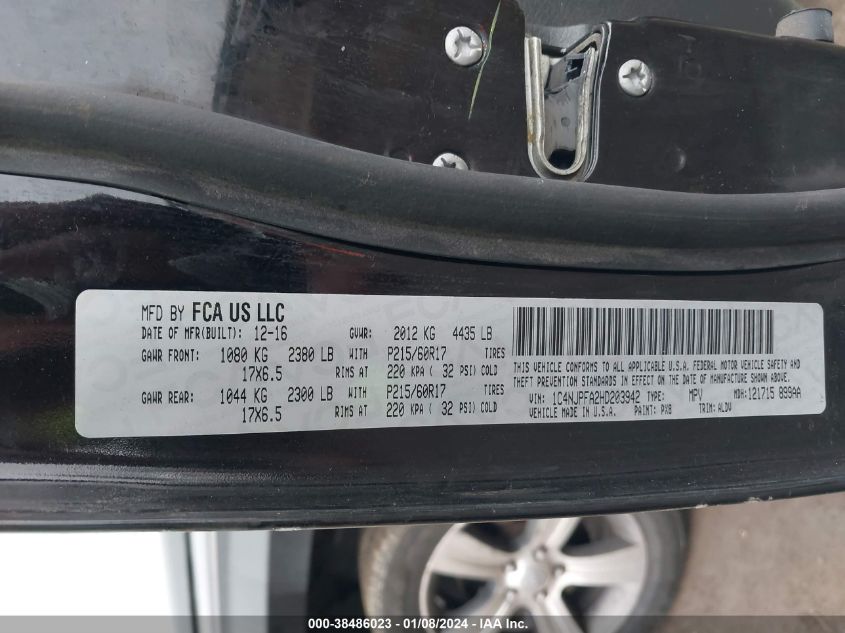 MFD BY FCA US LLC
DATE OF MFR(BUILT): 12-16 GVWR: 2012 KG 4435 LB
GAWR FRONT: 1080 KG 2380 LB WITH P215/60R17 TIRES
17X6.5 RIMS AT 220 KPA ( 32 PSI) COLD
GAWR REAR: 1044 KG 2300 LB WITH P215/60R17 TIRES
17X6.5 RIMS AT 220 KPA ( 32 PSI) COLD
THIS VEHICLE CONFORMS TO ALL APPLICABLE U.S.A. FEDERAL MOTOR VEHICLE SAFETY AND
THEFT PREVENTION STANDARDS IN EFFECT ON THE DATE OF MANUFACTURE SHOWN ABOVE.
VIN: 1C4NJPFA2HD203942 TYPE: MPV MDH: 121715 899AA
VEHICLE MADE IN U.S.A. PAINT: PX8 TRIM: ALDV
000-38486023 - 01/08/2024 - IAA Inc.